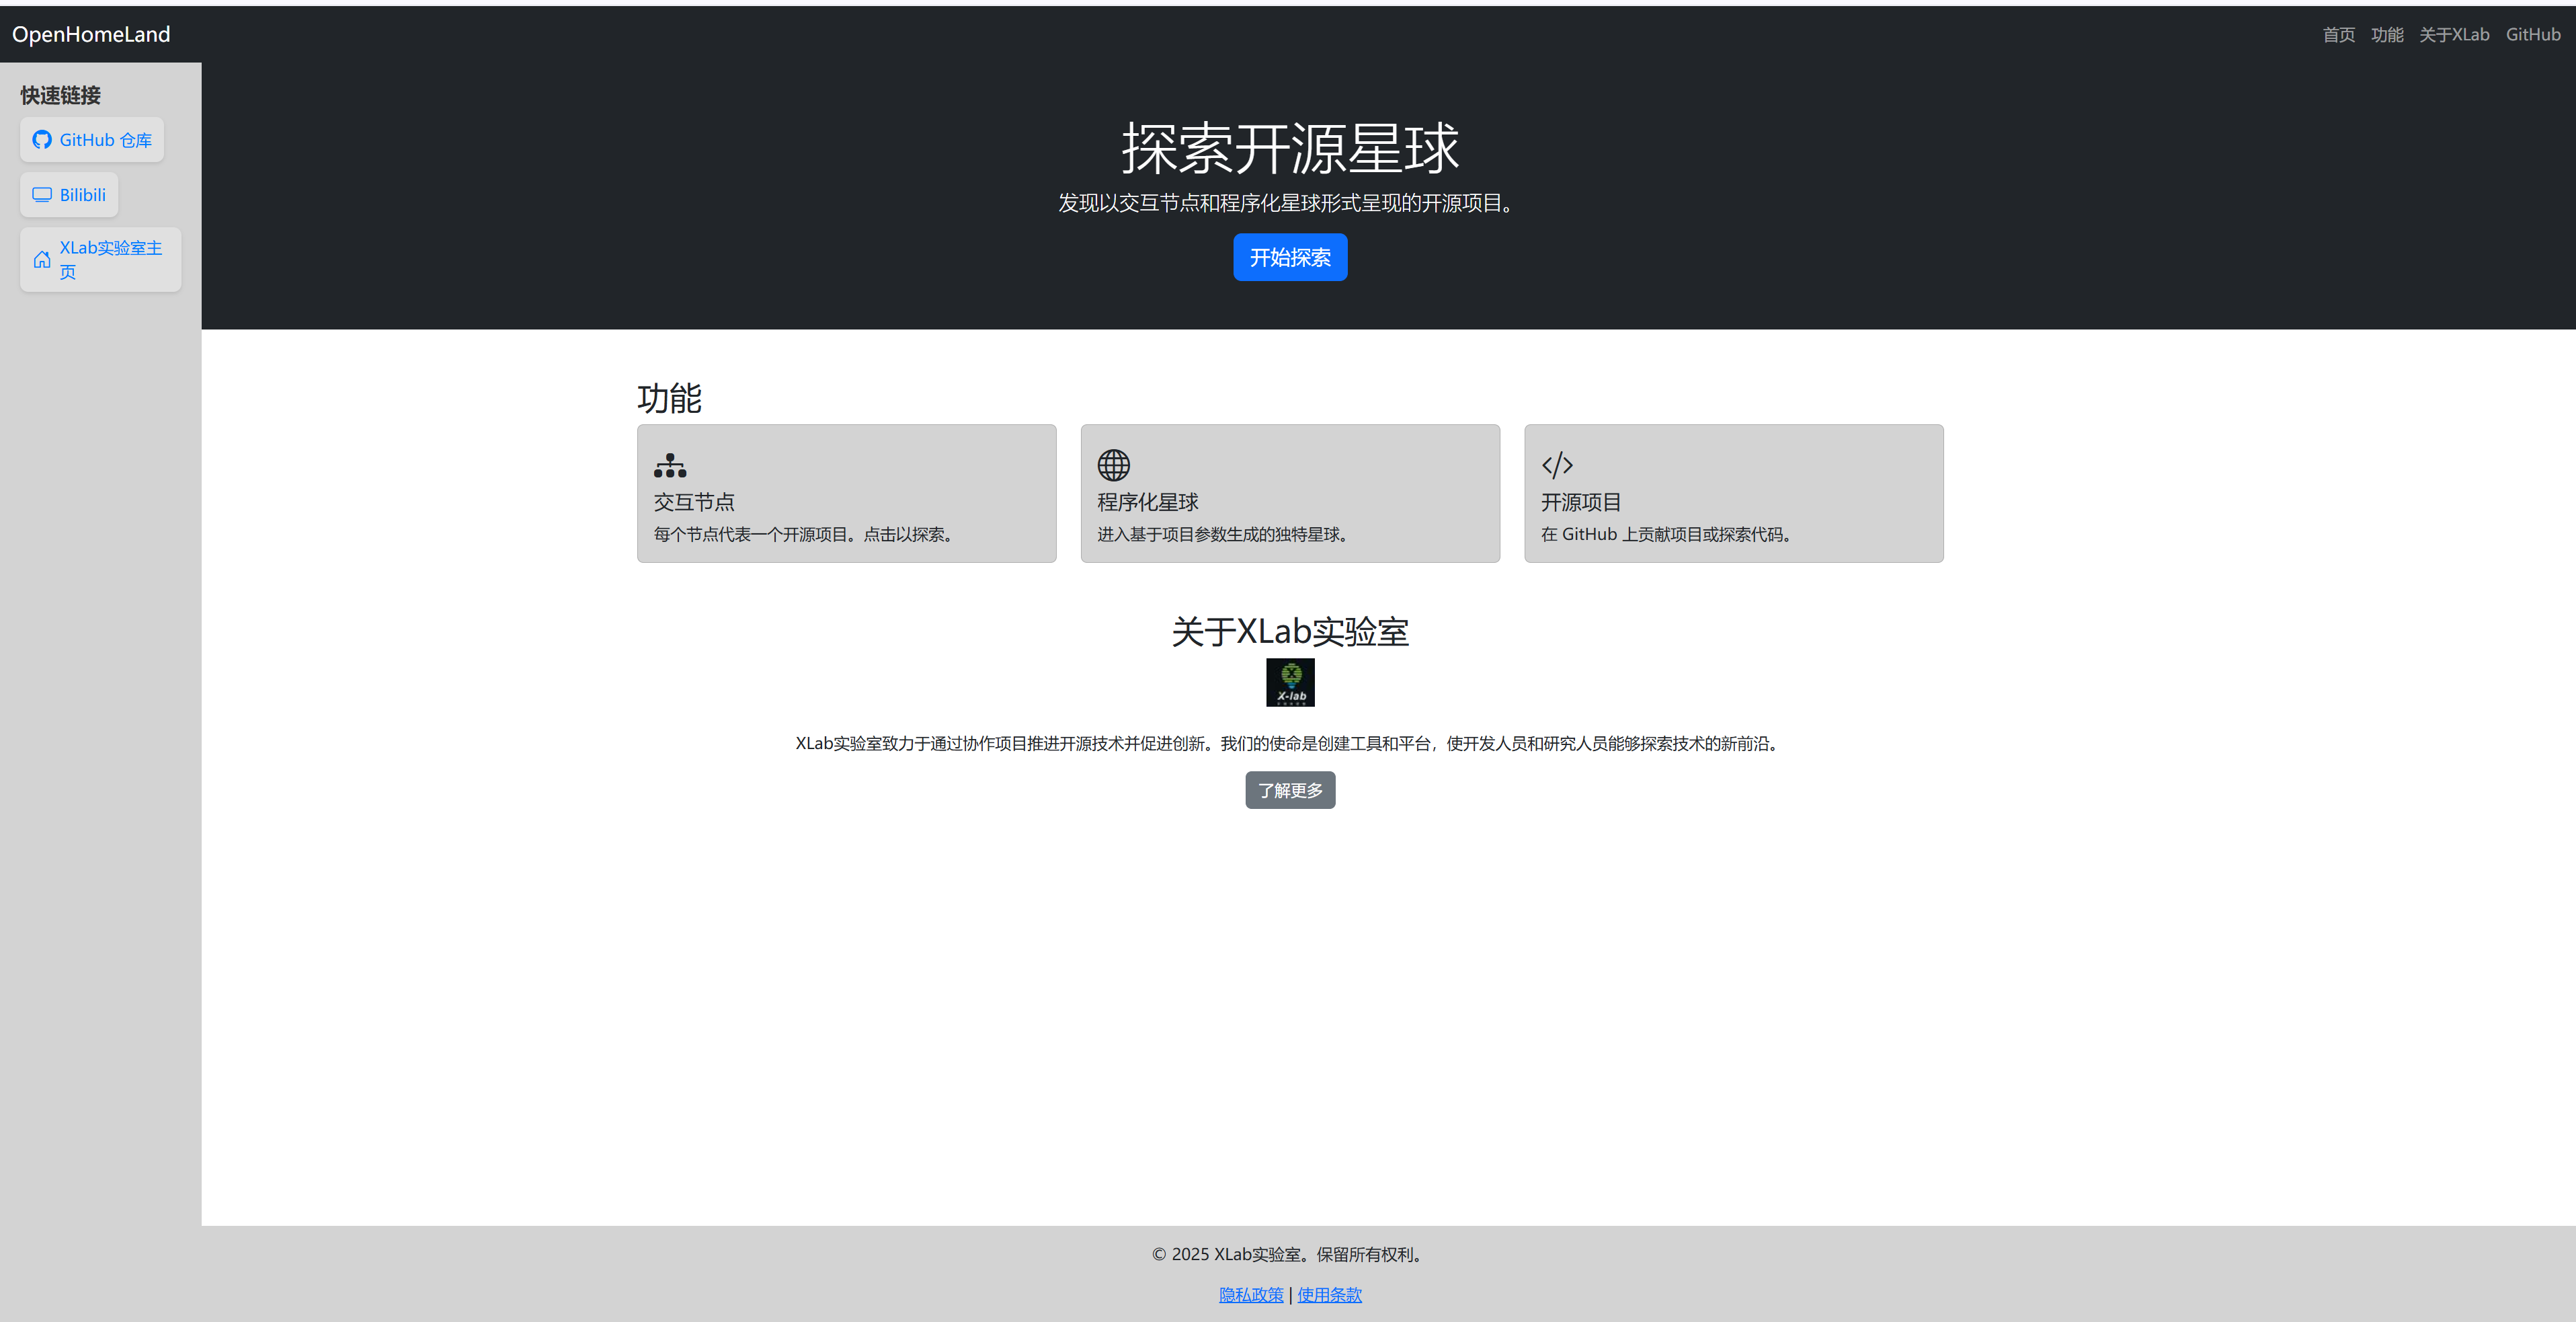 OpenHomeLand
首页 功能 关于XLab GitHub
快速链接
GitHub 仓库
Bilibili
XLab实验室主
页
探索开源星球
发现以交互节点和程序化星球形式呈现的开源项目。
开始探索
功能
交互节点
每个节点代表一个开源项目。点击以探索。
程序化星球
进入基于项目参数生成的独特星球。
开源项目
在 GitHub 上贡献项目或探索代码。
关于XLab实验室
X-lab
XLab实验室致力于通过协作项目推进开源技术并促进创新。我们的使命是创建工具和平台，使开发人员和研究人员能够探索技术的新前沿。
了解更多
© 2025 XLab实验室。保留所有权利。
隐私政策 | 使用条款